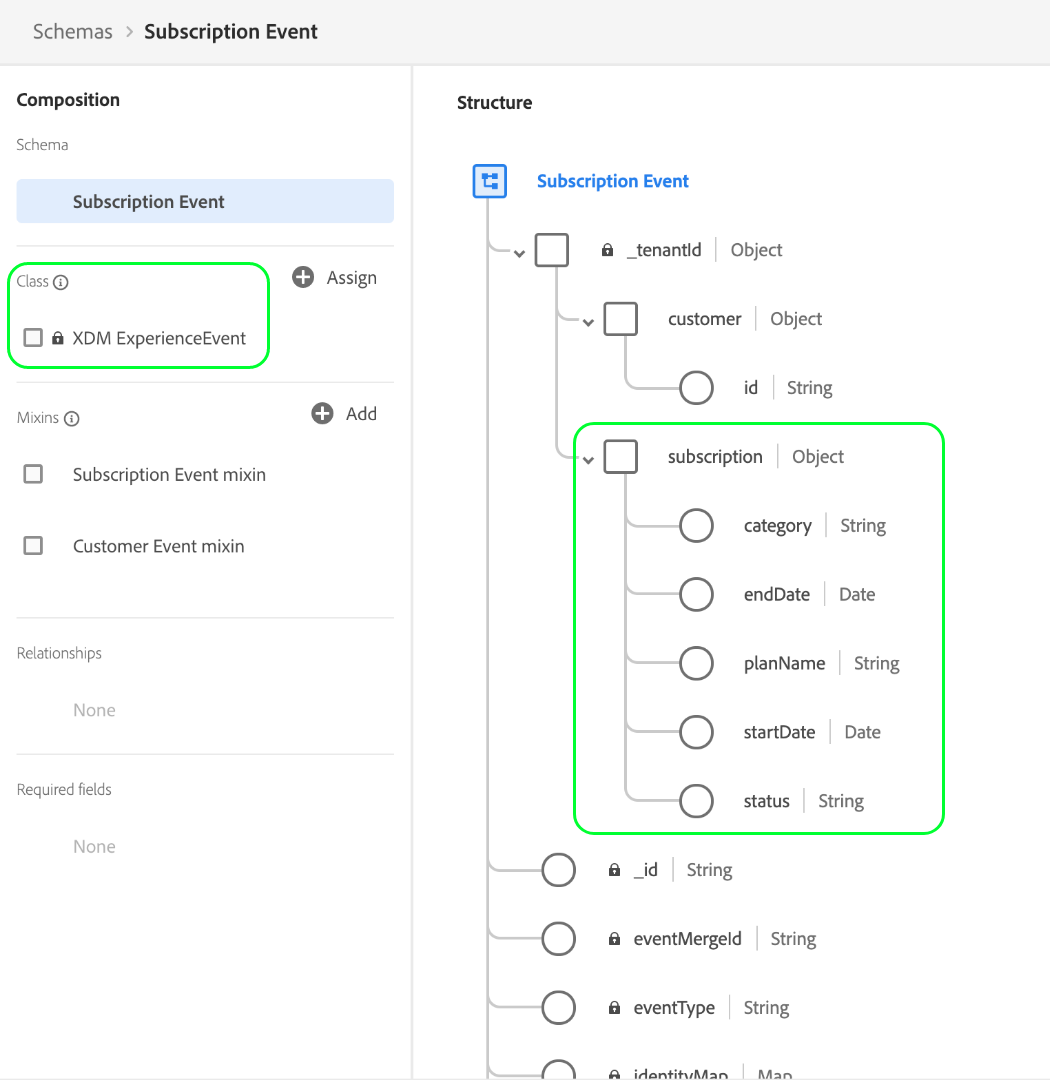 Schemas > Subscription Event
Composition
Schema
Subscription Event
Class
Assign
XDM ExperienceEvent
Mixins
Add
Subscription Event mixin
Customer Event mixin
Relationships
None
Required fields
None
Structure
Subscription Event
_tenantId | Object
customer | Object
id | String
subscription | Object
category | String
endDate | Date
planName | String
startDate | Date
status | String
_id | String
eventMergeId | String
eventType | String
identityMap | Map